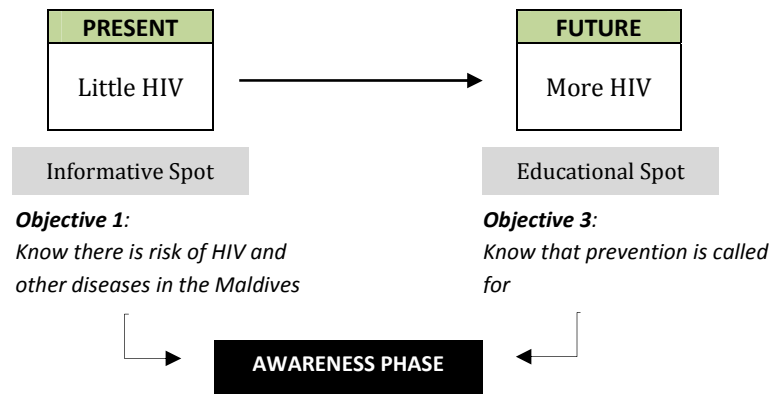 PRESENT
Little HIV
FUTURE
More HIV
Informative Spot
Educational Spot
Objective 1:
Know there is risk of HIV and
other diseases in the Maldives
Objective 3:
Know that prevention is called
for
AWARENESS PHASE